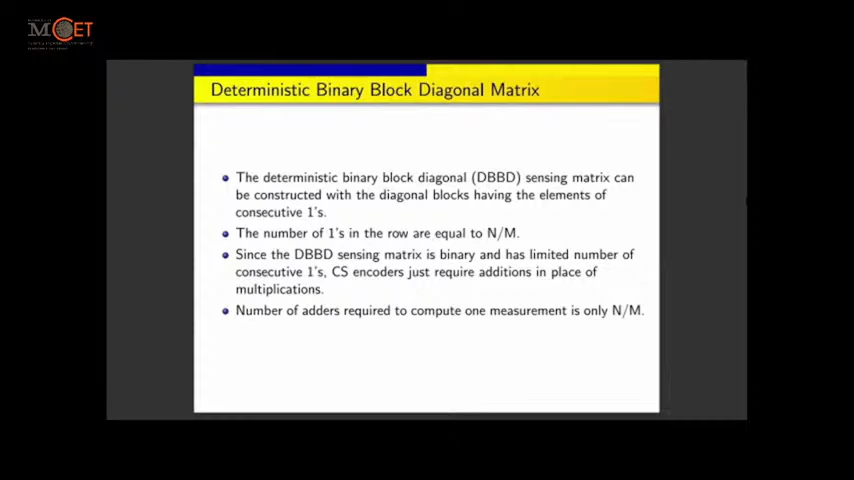 MCET
Deterministic Binary Block Diagonal Matrix
The deterministic binary block diagonal (DBBD) sensing matrix can
be constructed with the diagonal blocks having the elements of
consecutive 1's.
The number of 1's in the row are equal to N/M.
Since the DBBD sensing matrix is binary and has limited number of
consecutive 1's, CS encoders just require additions in place of
multiplications.
Number of adders required to compute one measurement is only N/M.